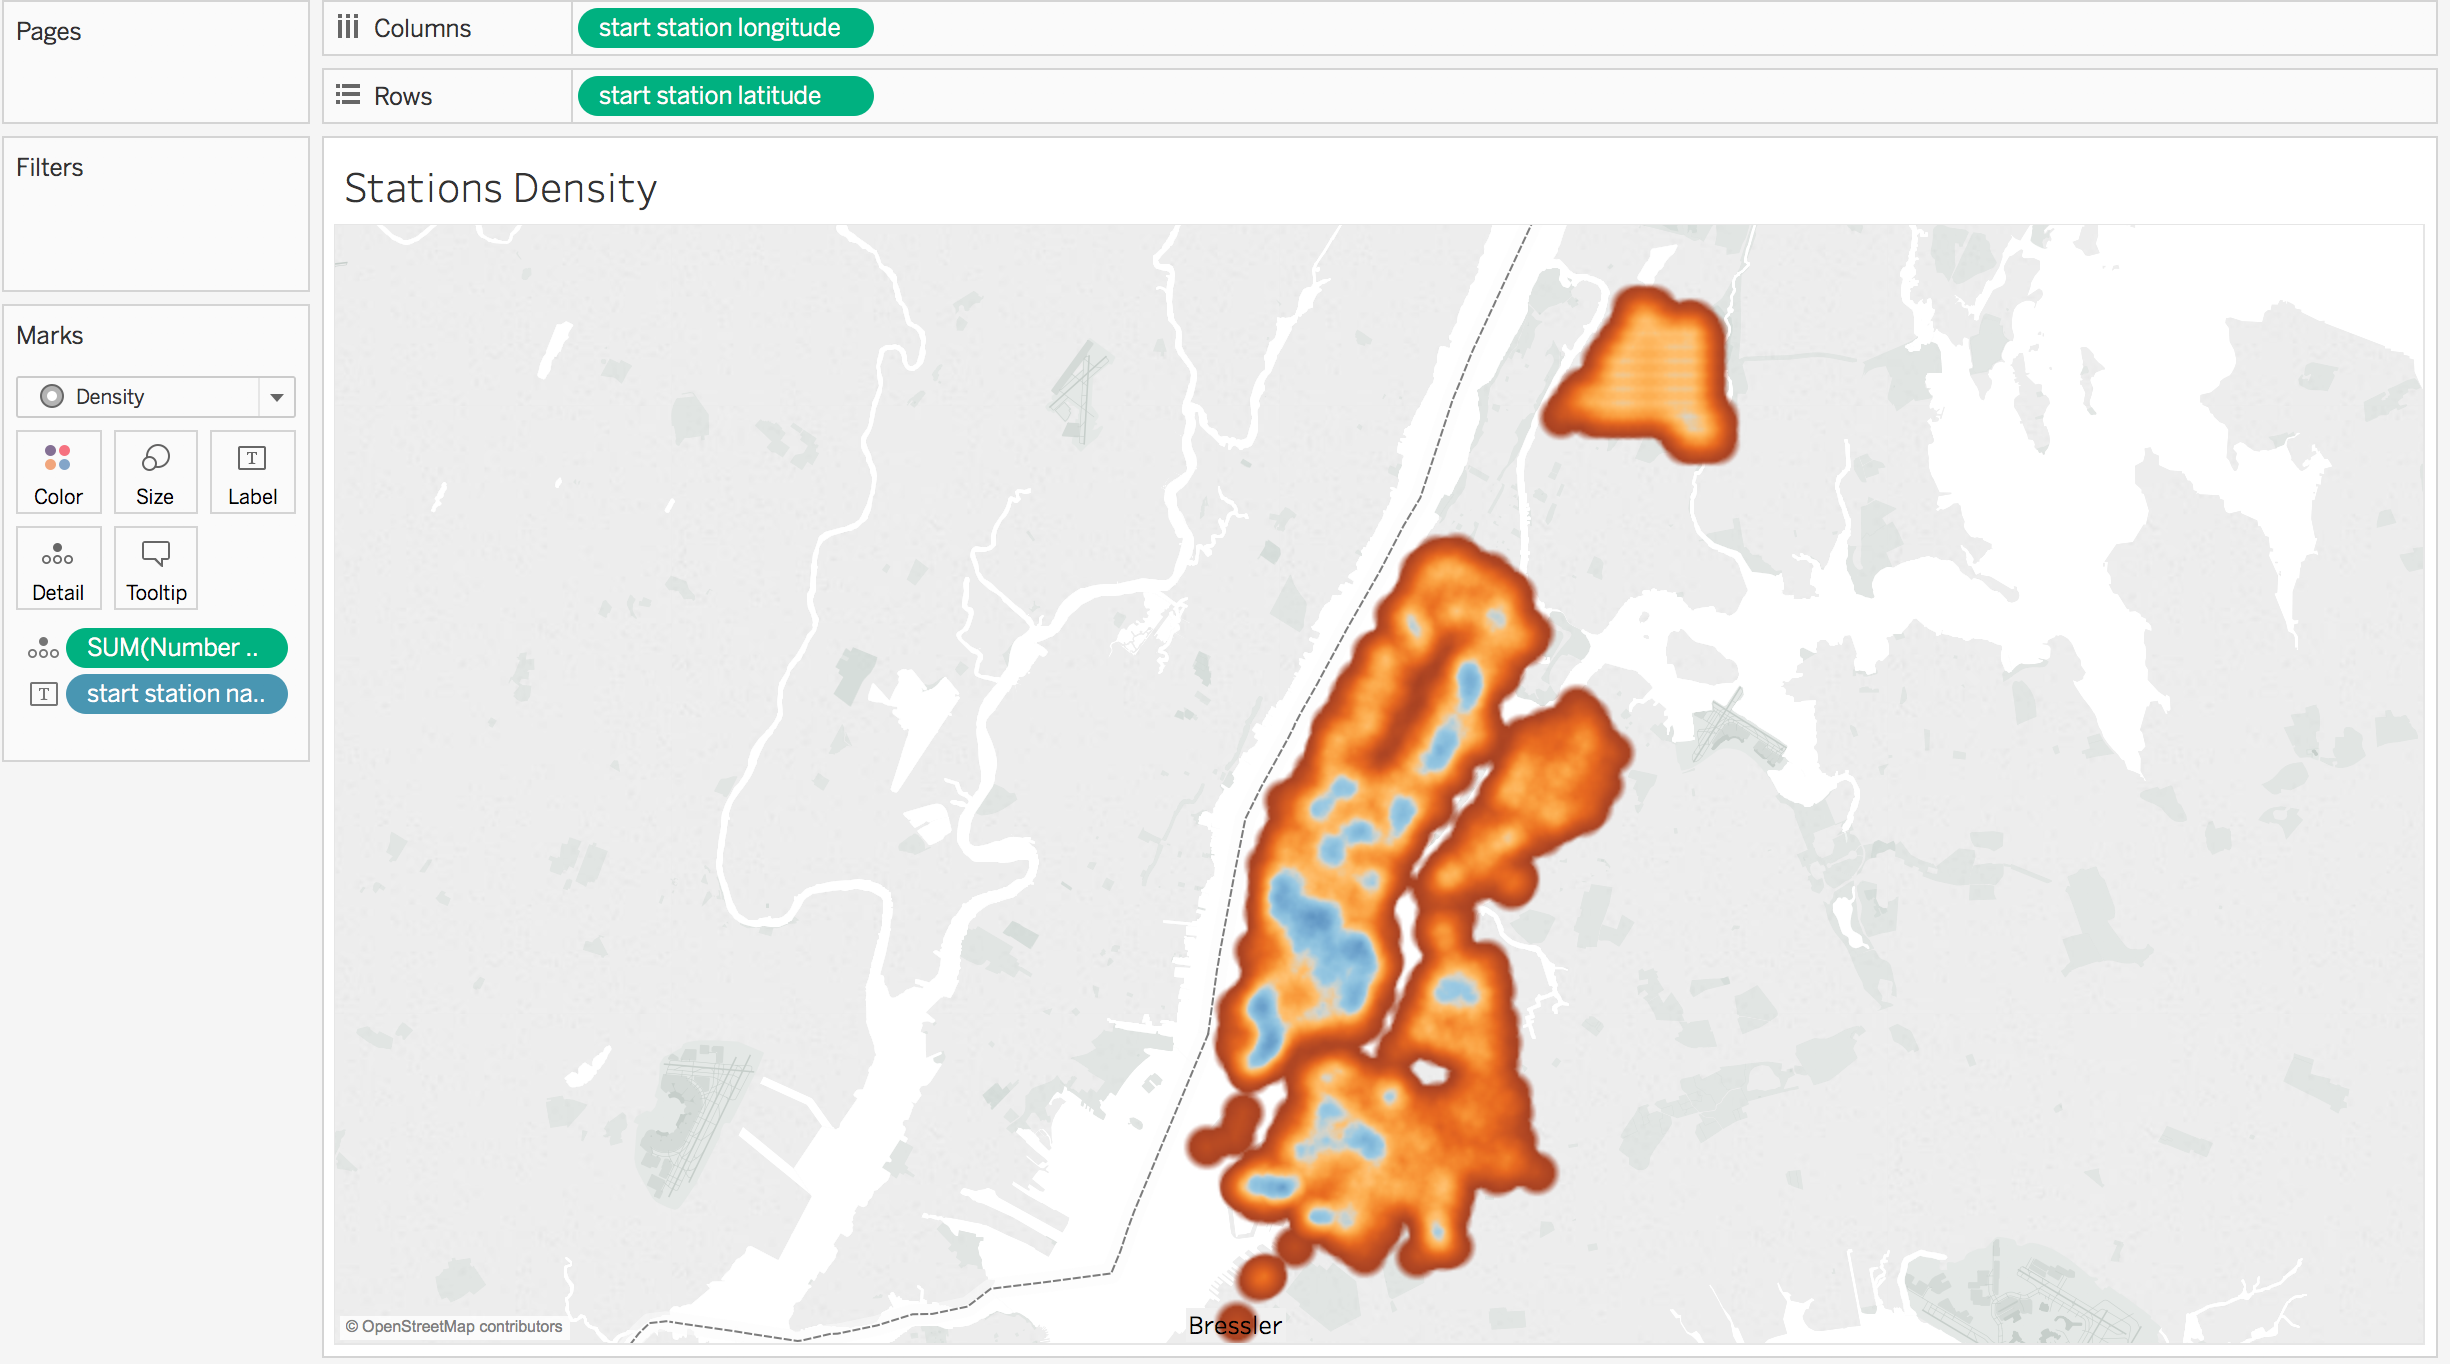 Pages
Columns
start station longitude
Rows
start station latitude
Filters
Stations Density
Marks
Density
Color
Size
T
Label
Detail
Tooltip
SUM(Number ..
T
start station na..
© OpenStreetMap contributors
Bressler